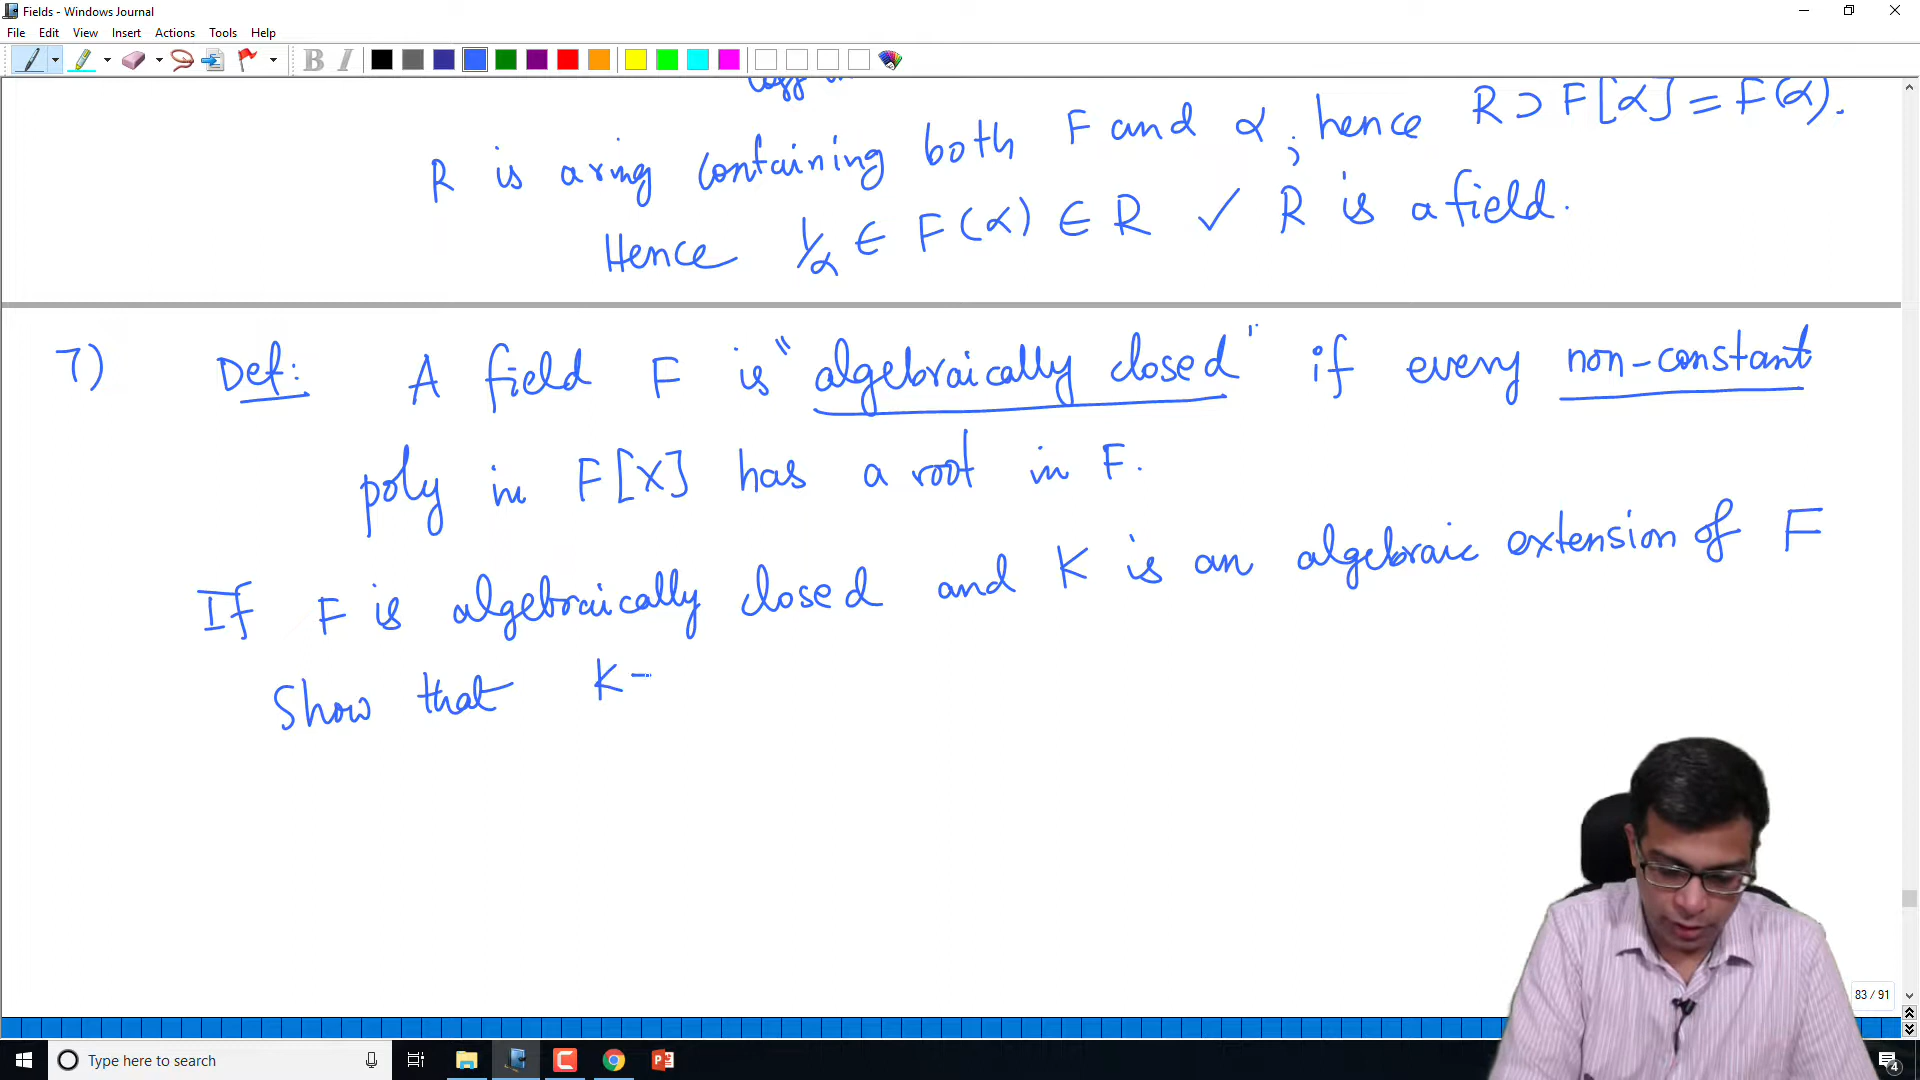 Fields - Windows Journal
File Edit View Insert Actions Tools Help
B I
R is a ring containing both F and α, hence R ⊃ F[α] = F(α).
Hence 1/α ∈ F(α) ∈ R ✓ R is a field.
7) Def: A field F is "algebraically closed" if every non-constant
poly in F[X] has a root in F.
If F is algebraically closed and K is an algebraic extension of F
Show that K-
83 / 91
Type here to search
4